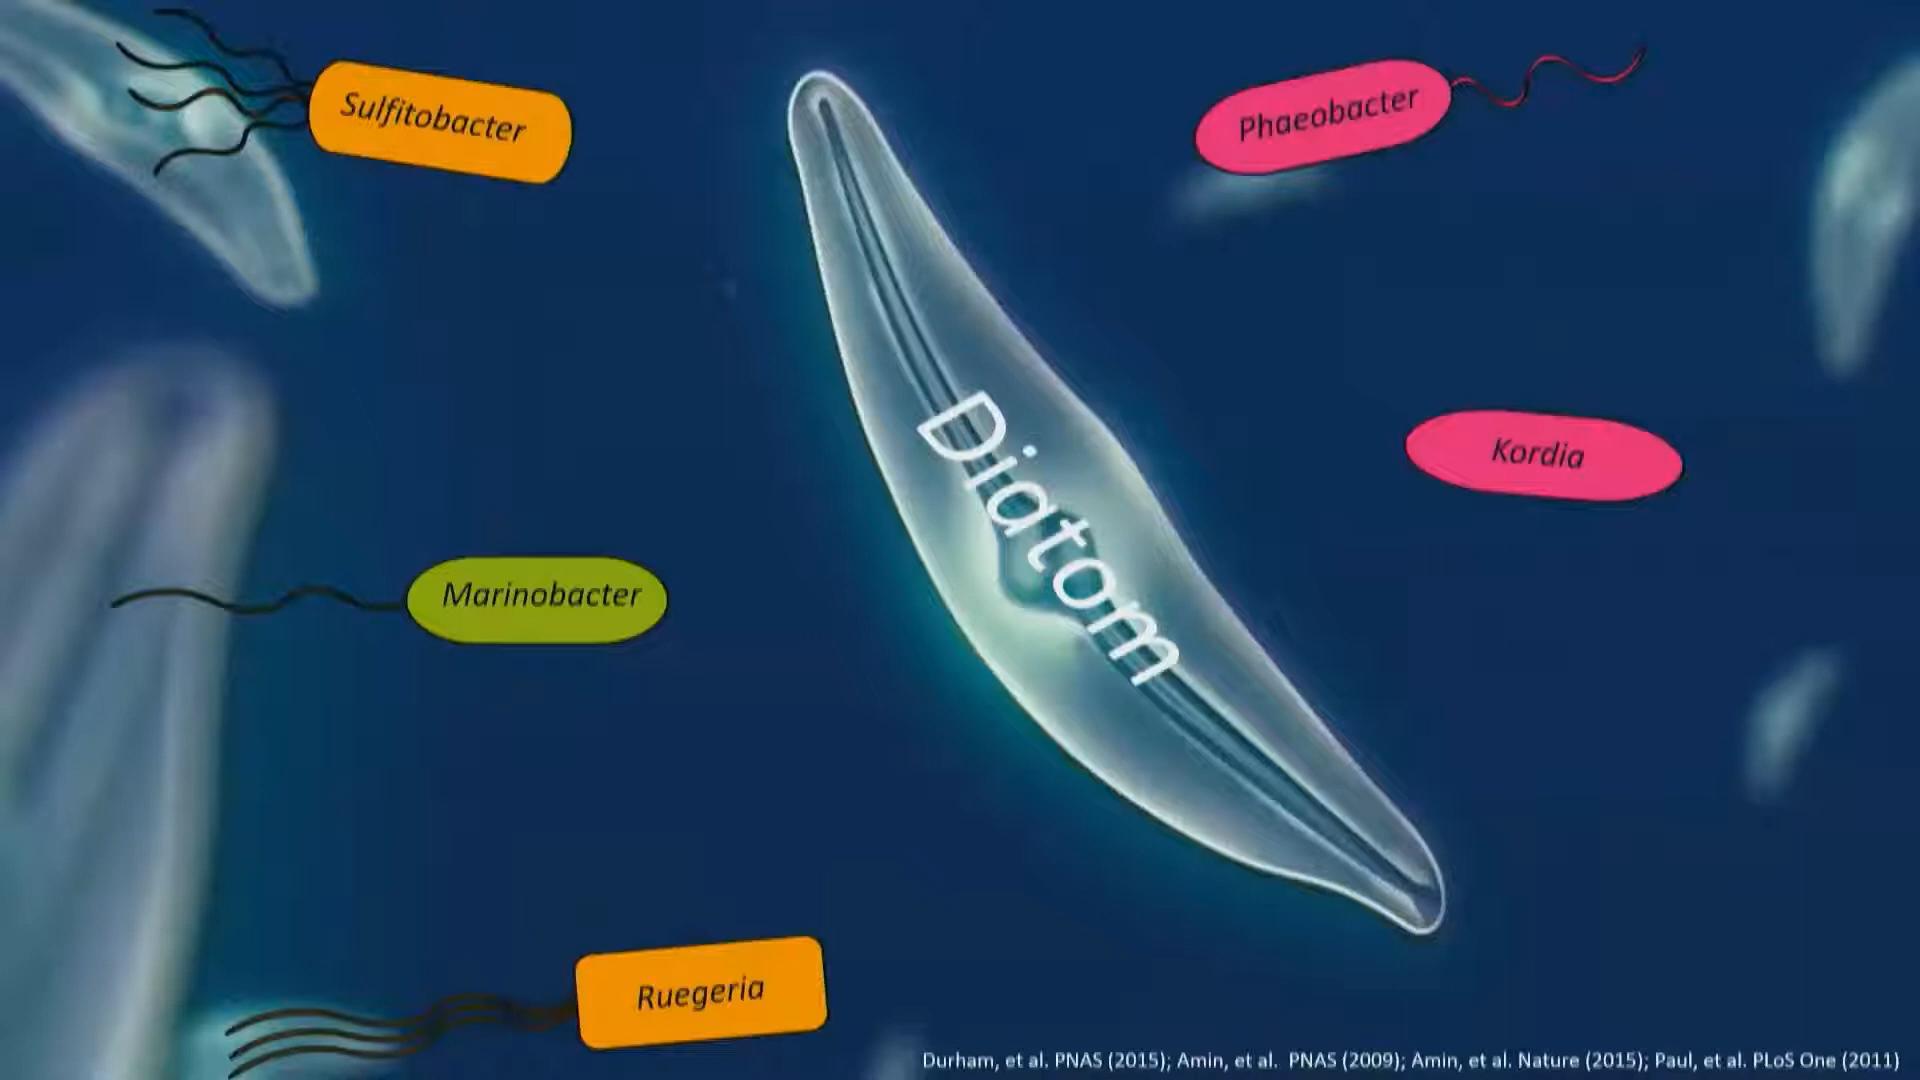 Sulfitobacter
Phaeobacter
Kordia
Diatom
Marinobacter
Ruegeria
Durham, et al. PNAS (2015); Amin, et al.  PNAS (2009); Amin, et al. Nature (2015); Paul, et al. PLoS One (2011)